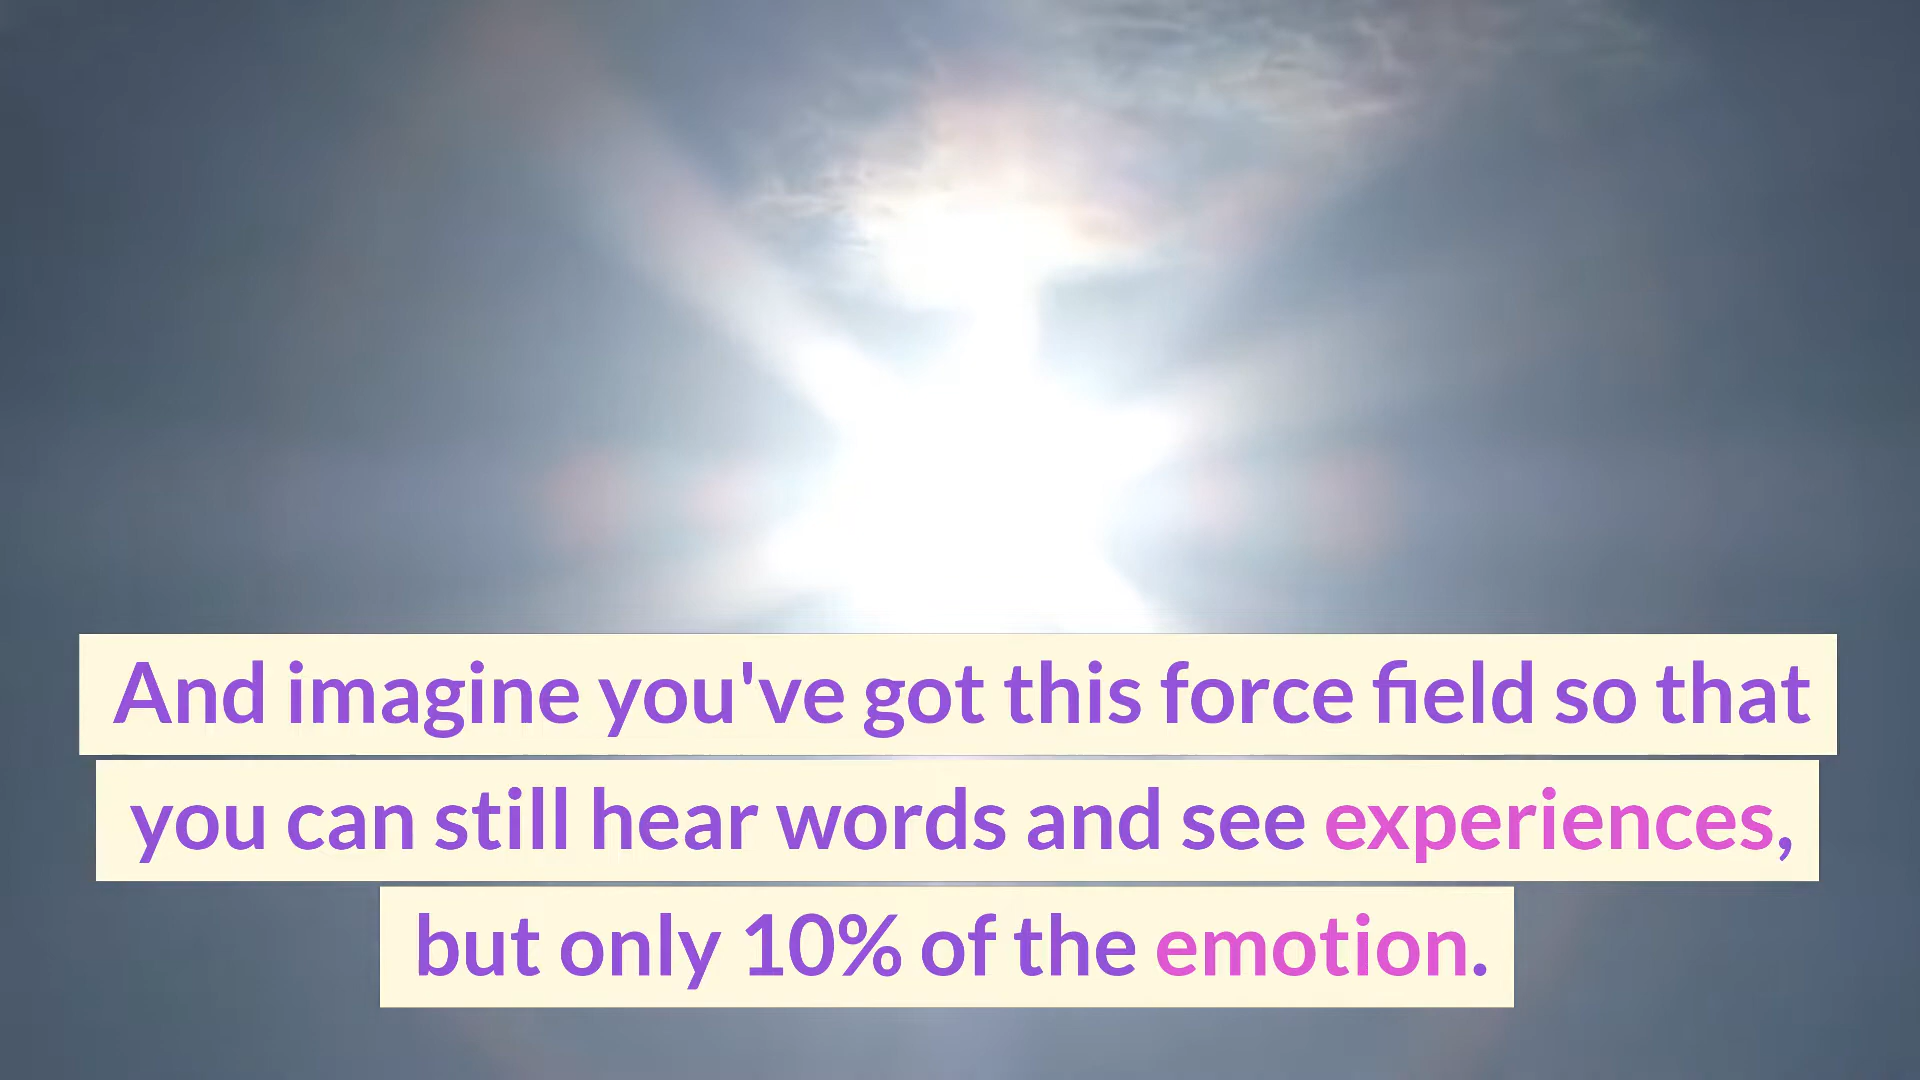 And imagine you've got this force field so that
you can still hear words and see experiences,
but only 10% of the emotion.